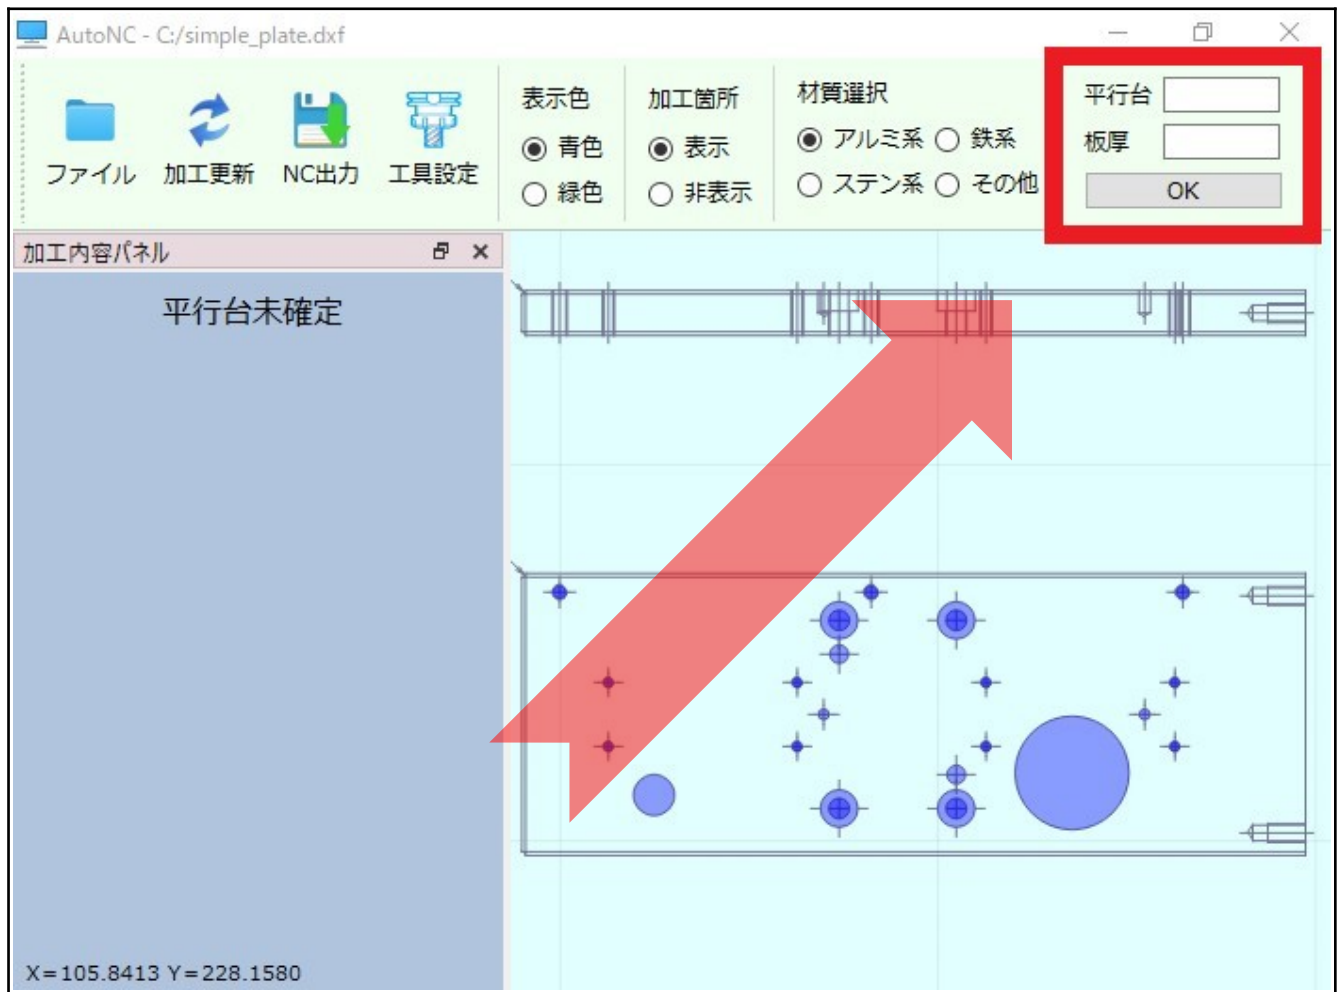 AutoNC - C:/simple_plate.dxf
ファイル
加工更新
NC出力
工具設定
表示色
青色
緑色
加工箇所
表示
非表示
材質選択
アルミ系 鉄系
ステン系 その他
平行台
板厚
OK
加工内容パネル
平行台未確定
X=105.8413 Y=228.1580